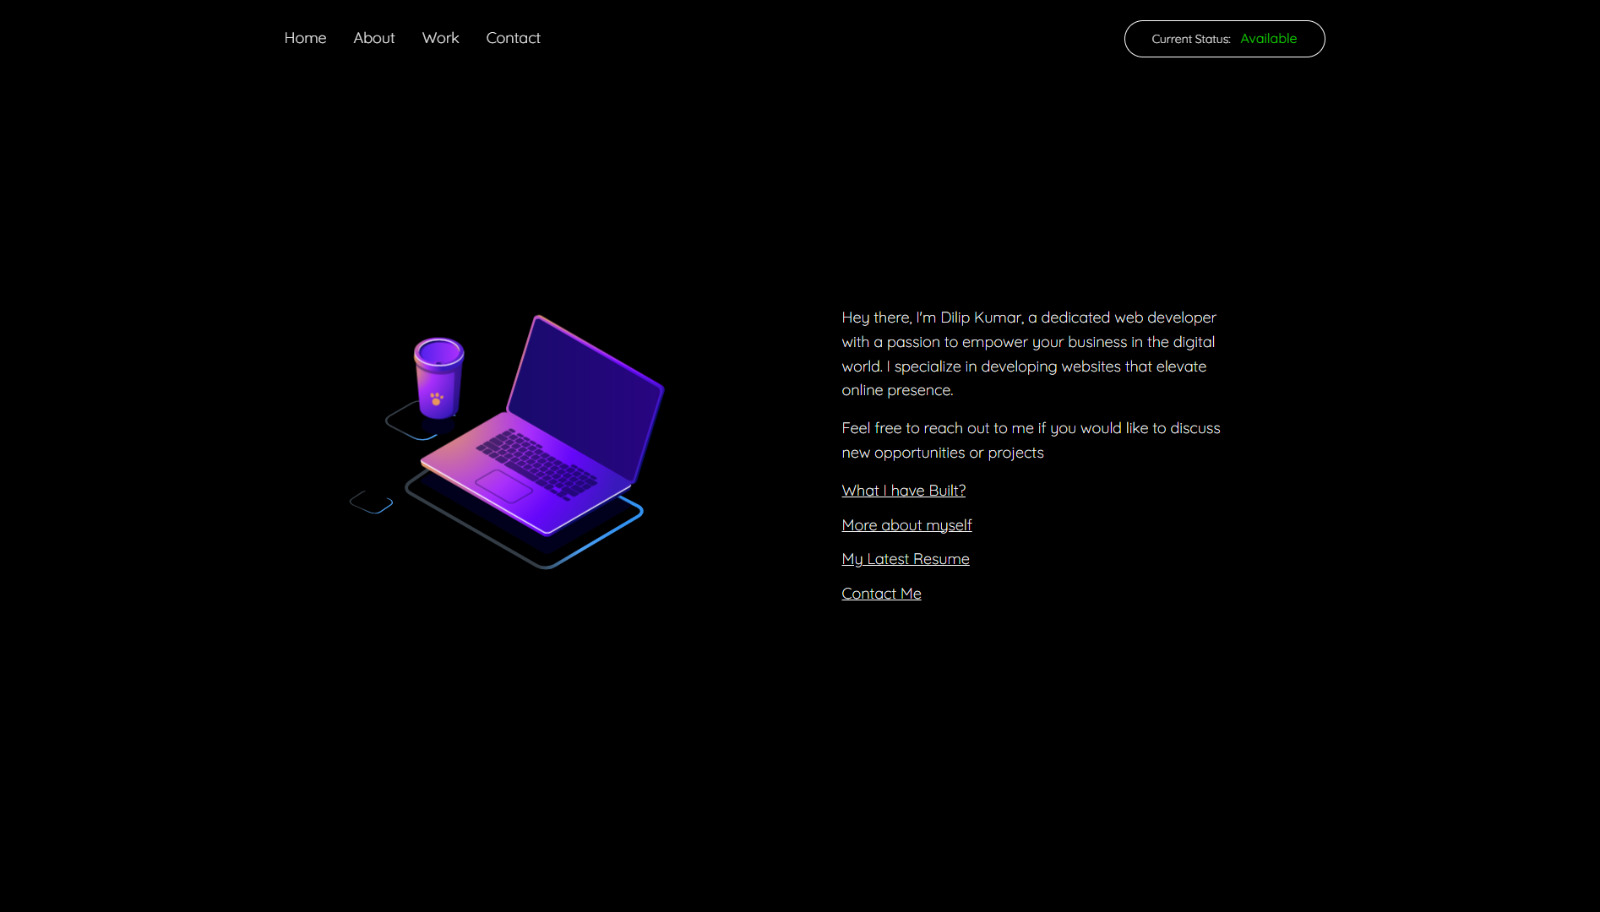 Home About Work Contact
Current Status: Available
Hey there, I'm Dilip Kumar, a dedicated web developer
with a passion to empower your business in the digital
world. I specialize in developing websites that elevate
online presence.
Feel free to reach out to me if you would like to discuss
new opportunities or projects
What I have Built?
More about myself
My Latest Resume
Contact Me